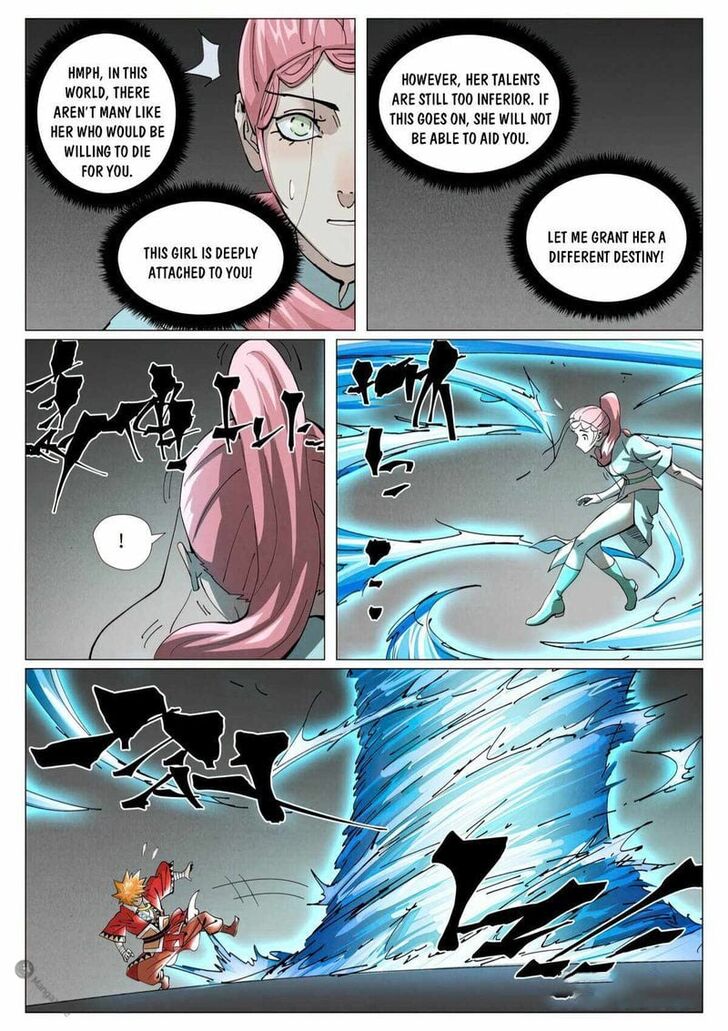 HMPH, IN THIS
WORLD, THERE
AREN'T MANY LIKE
HER WHO WOULD BE
WILLING TO DIE
FOR YOU.
THIS GIRL IS DEEPLY
ATTACHED TO YOU!
HOWEVER, HER TALENTS
ARE STILL TOO INFERIOR. IF
THIS GOES ON, SHE WILL NOT
BE ABLE TO AID YOU.
LET ME GRANT HER A
DIFFERENT DESTINY!
!